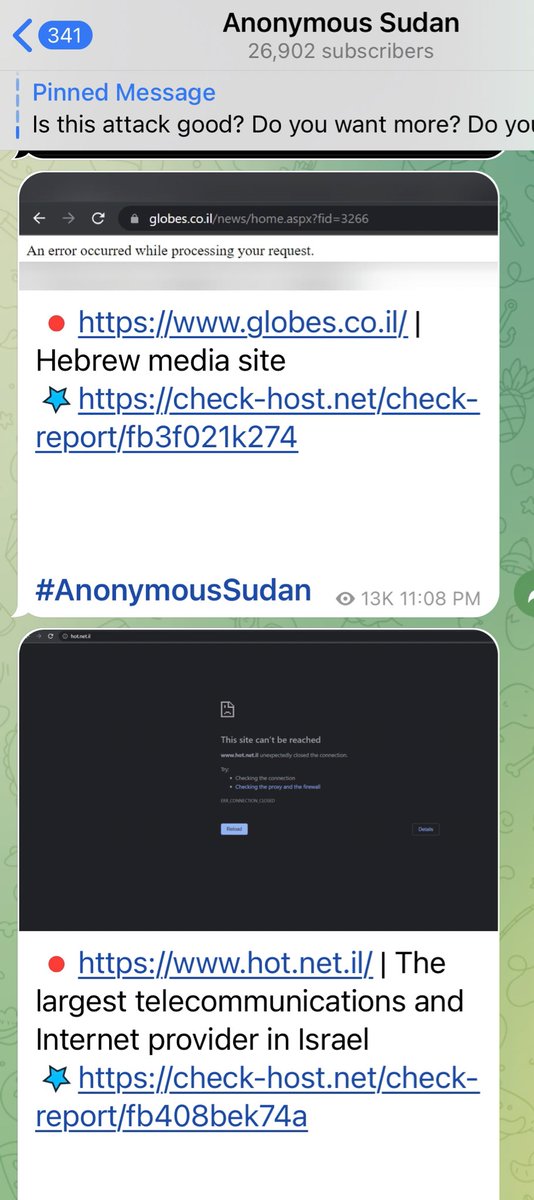 341
Anonymous Sudan
26,902 subscribers
Pinned Message
Is this attack good? Do you want more? Do you
globes.co.il/news/home.aspx?fid=3266
An error occurred while processing your request.
https://www.globes.co.il/ |
Hebrew media site
https://check-host.net/check-
report/fb3f021k274
#AnonymousSudan
13K 11:08 PM
hot.net.il
This site can't be reached
www.hot.net.il unexpectedly closed the connection.
Try:
• Checking the connection
• Checking the proxy and the firewall
ERR_CONNECTION_CLOSED
Reload
Details
https://www.hot.net.il/ | The
largest telecommunications and
Internet provider in Israel
https://check-host.net/check-
report/fb408bek74a